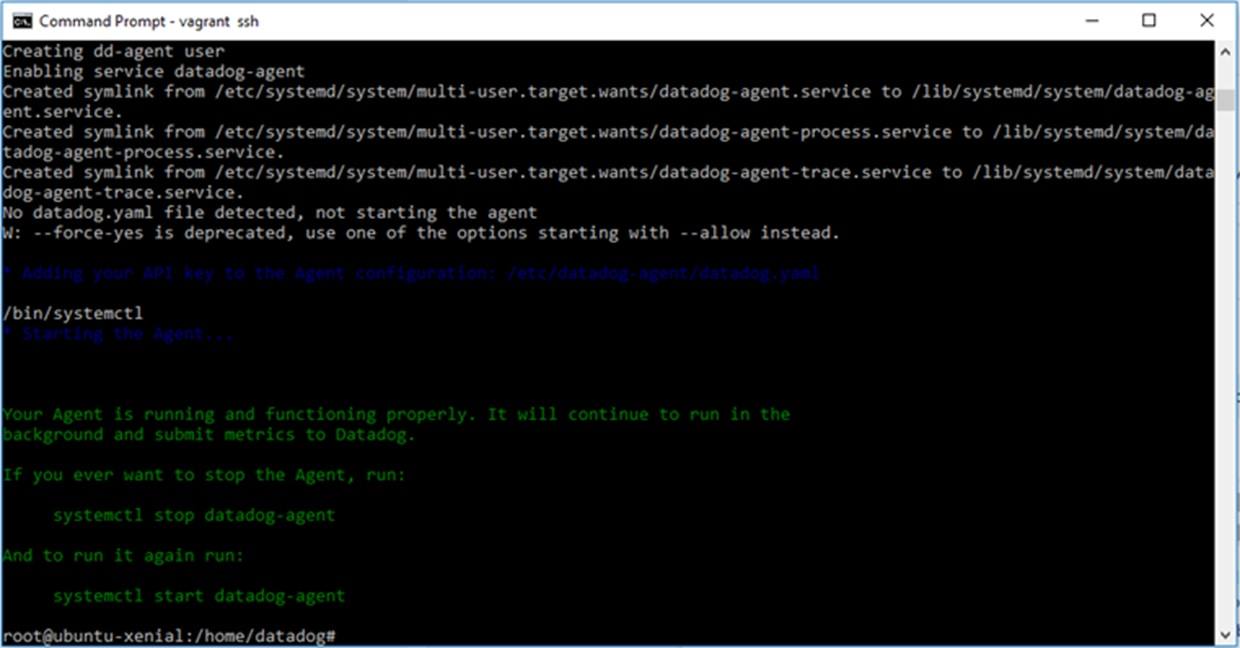 Command Prompt - vagrant ssh
Creating dd-agent user
Enabling service datadog-agent
Created symlink from /etc/systemd/system/multi-user.target.wants/datadog-agent.service to /lib/systemd/system/datadog-ag
ent.service.
Created symlink from /etc/systemd/system/multi-user.target.wants/datadog-agent-process.service to /lib/systemd/system/da
tadog-agent-process.service.
Created symlink from /etc/systemd/system/multi-user.target.wants/datadog-agent-trace.service to /lib/systemd/system/data
dog-agent-trace.service.
No datadog.yaml file detected, not starting the agent
W: --force-yes is deprecated, use one of the options starting with --allow instead.
* Adding your API key to the Agent configuration: /etc/datadog-agent/datadog.yaml
/bin/systemctl
* Starting the Agent...
Your Agent is running and functioning properly. It will continue to run in the
background and submit metrics to Datadog.
If you ever want to stop the Agent, run:
systemctl stop datadog-agent
And to run it again run:
systemctl start datadog-agent
root@ubuntu-xenial:/home/datadog#